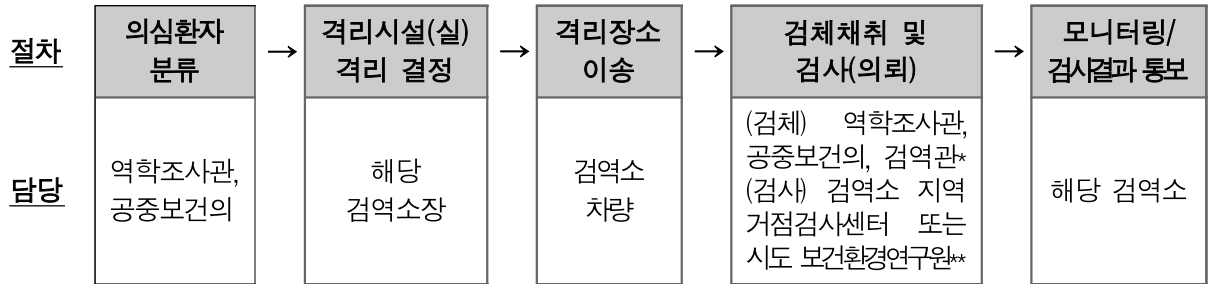 절차
의심환자
분류
→
격리시설(실)
격리 결정
→
격리장소
이송
→
검체채취 및
검사(의뢰)
→
모니터링/
검사결과 통보
담당
역학조사관,
공중보건의
해당
검역소장
검역소
차량
(검체) 역학조사관,
공중보건의, 검역관*
(검사) 검역소 지역
거점검사센터 또는
시도 보건환경연구원**
해당 검역소